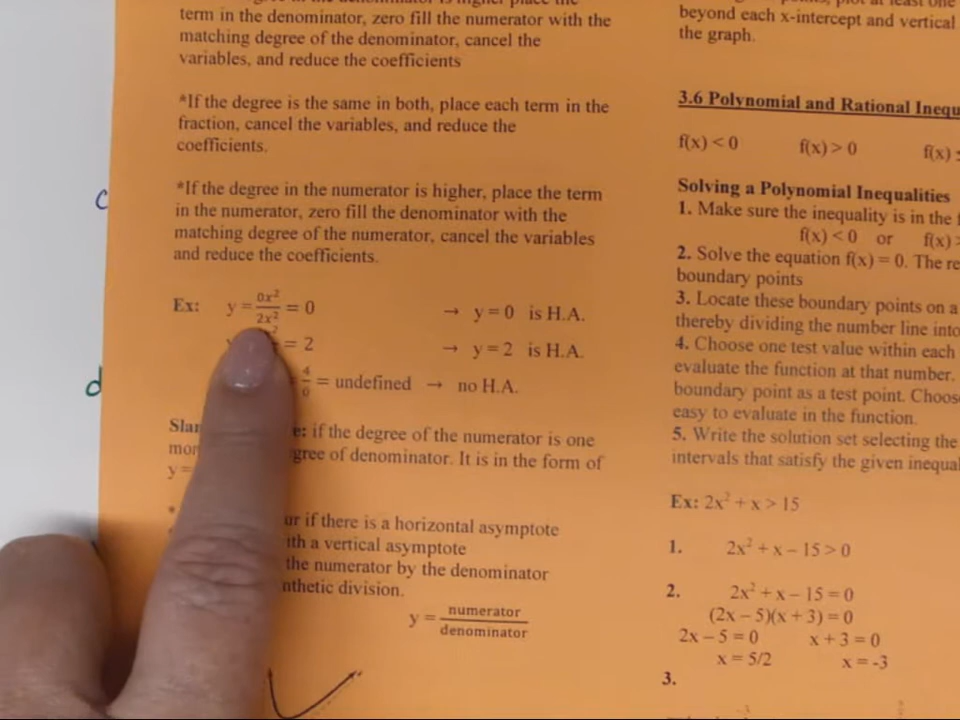 term in the denominator, zero fill the numerator with the
matching degree of the denominator, cancel the
variables, and reduce the coefficients
*If the degree is the same in both, place each term in the
fraction, cancel the variables, and reduce the
coefficients.
*If the degree in the numerator is higher, place the term
in the numerator, zero fill the denominator with the
matching degree of the numerator, cancel the variables
and reduce the coefficients.
Ex: y = 0x²/2x² = 0 → y = 0 is H.A.
= 2 → y = 2 is H.A.
4/0 = undefined → no H.A.
if the degree of the numerator is one
degree of denominator. It is in the form of
y =
if there is a horizontal asymptote
a vertical asymptote
the numerator by the denominator
division.
y = numerator/denominator
c
d
beyond each x-intercept and vertical
the graph.
3.6 Polynomial and Rational
f(x) < 0 f(x) > 0 f(x)
Solving a Polynomial Inequalities
1. Make sure the inequality is in the
f(x) < 0 or f(x)
2. Solve the equation f(x) = 0. The
boundary points
3. Locate these boundary points on a
thereby dividing the number line into
4. Choose one test value within each
evaluate the function at that number.
boundary point as a test point.
easy to evaluate in the function.
5. Write the solution set selecting the
intervals that satisfy the given
Ex: 2x² + x > 15
1. 2x² + x – 15 > 0
2. 2x² + x – 15 = 0
(2x – 5)(x + 3) = 0
2x – 5 = 0 x + 3 = 0
x = 5/2 x = -3
3.